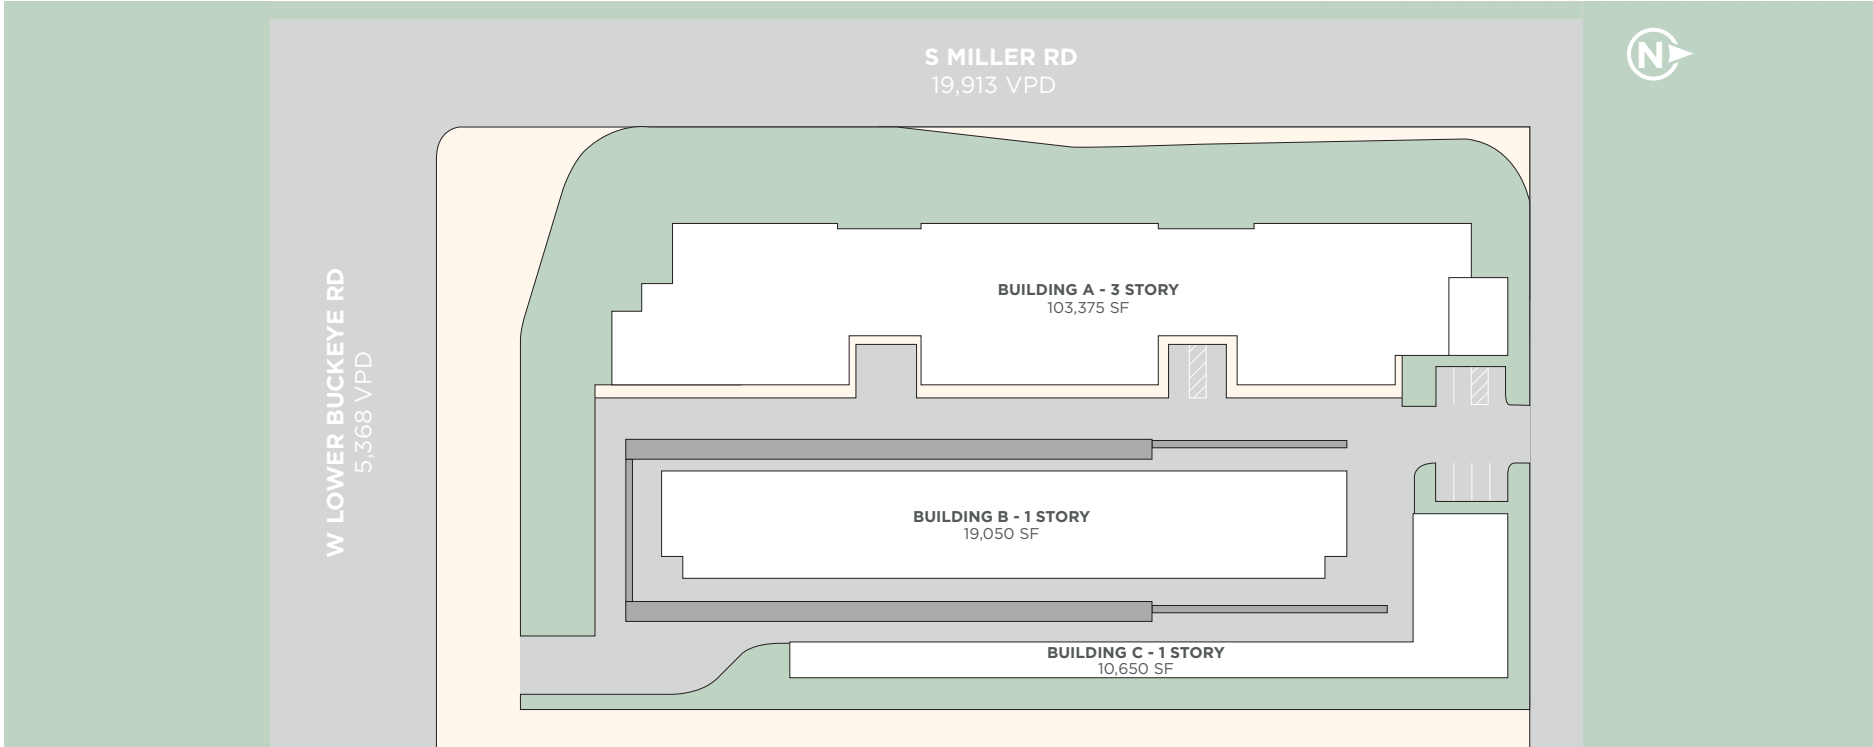 S MILLER RD
19,913 VPD
N
W LOWER BUCKEYE RD
5,368 VPD
BUILDING A - 3 STORY
103,375 SF
BUILDING B - 1 STORY
19,050 SF
BUILDING C - 1 STORY
10,650 SF